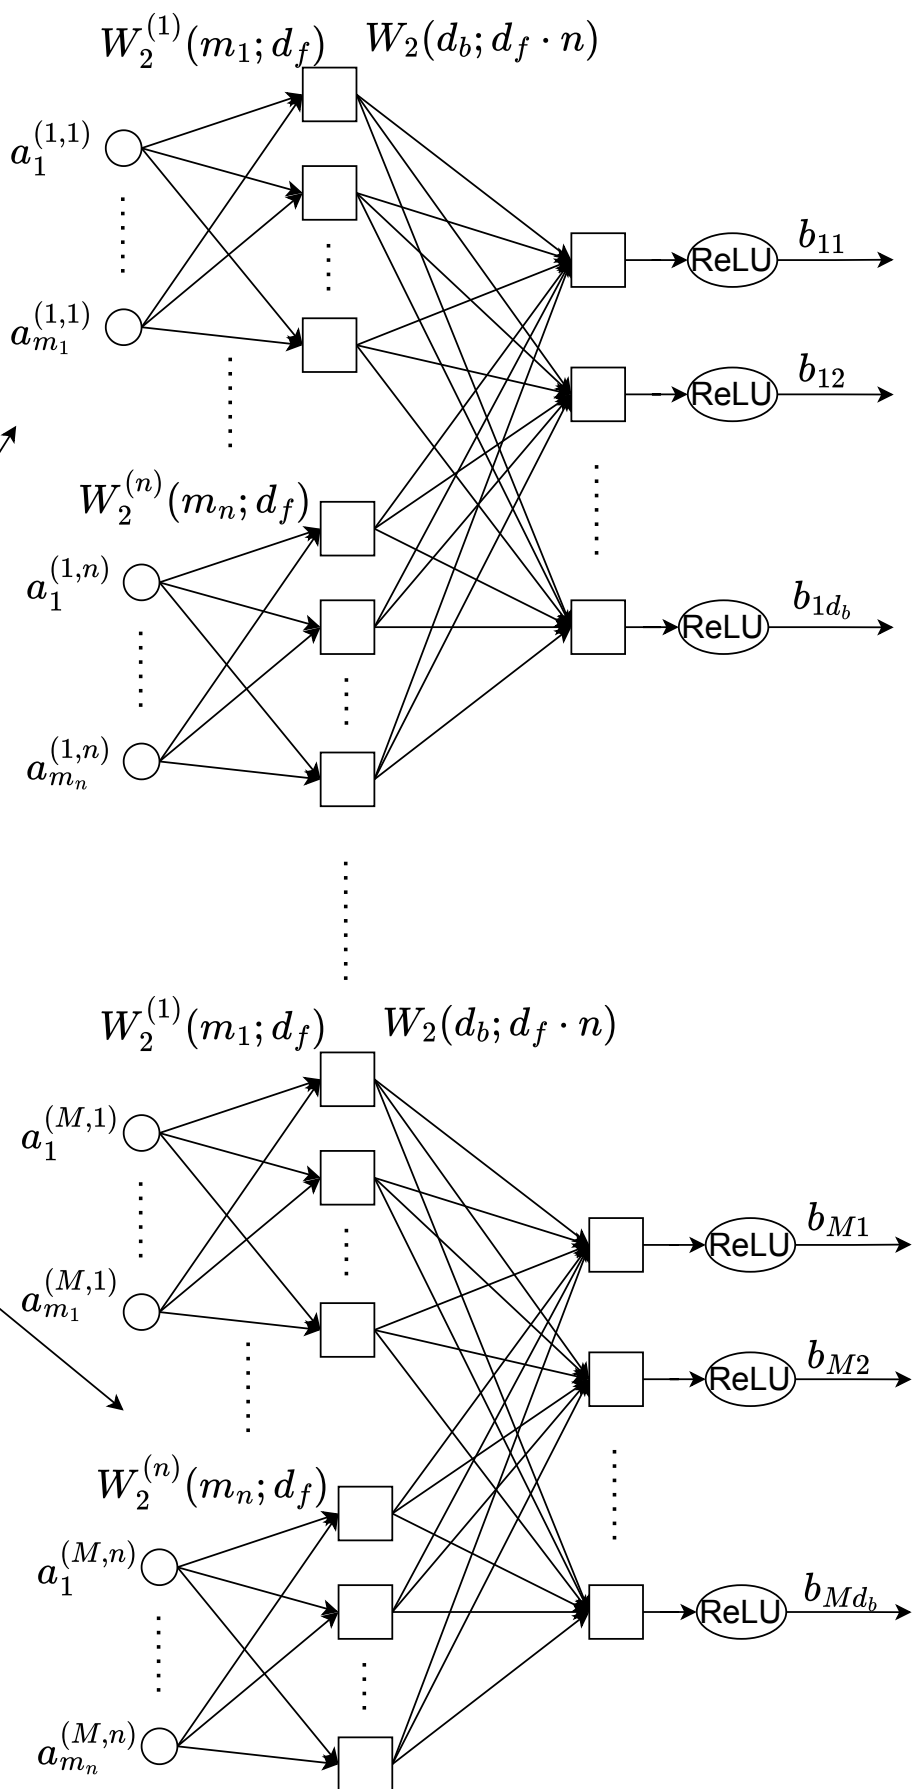 W_2^{(1)}(m_1; d_f) W_2(d_b; d_f · n)
a_1^{(1,1)}
b_{11}
ReLU
a_{m_1}^{(1,1)}
b_{12}
ReLU
W_2^{(n)}(m_n; d_f)
a_1^{(1,n)}
b_{1d_b}
ReLU
a_{m_n}^{(1,n)}
W_2^{(1)}(m_1; d_f) W_2(d_b; d_f · n)
a_1^{(M,1)}
b_{M1}
ReLU
a_{m_1}^{(M,1)}
b_{M2}
ReLU
W_2^{(n)}(m_n; d_f)
a_1^{(M,n)}
b_{Md_b}
ReLU
a_{m_n}^{(M,n)}